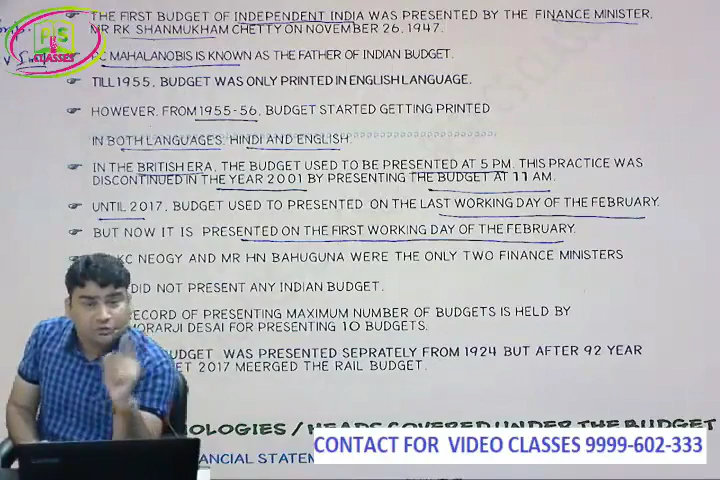 THE FIRST BUDGET OF INDEPENDENT INDIA WAS PRESENTED BY THE FINANCE MINISTER,
MR RK SHANMUKHAM CHETTY ON NOVEMBER 26, 1947.
PS
CLASSES
PC MAHALANOBIS IS KNOWN AS THE FATHER OF INDIAN BUDGET.
TILL 1955, BUDGET WAS ONLY PRINTED IN ENGLISH LANGUAGE.
HOWEVER, FROM 1955-56, BUDGET STARTED GETTING PRINTED
IN BOTH LANGUAGES, HINDI AND ENGLISH.
IN THE BRITISH ERA, THE BUDGET USED TO BE PRESENTED AT 5 PM. THIS PRACTICE WAS
DISCONTINUED IN THE YEAR 2001 BY PRESENTING THE BUDGET AT 11 AM.
UNTIL 2017, BUDGET USED TO PRESENTED ON THE LAST WORKING DAY OF THE FEBRUARY.
BUT NOW IT IS PRESENTED ON THE FIRST WORKING DAY OF THE FEBRUARY.
KC NEOGY AND MR HN BAHUGUNA WERE THE ONLY TWO FINANCE MINISTERS
DID NOT PRESENT ANY INDIAN BUDGET.
RECORD OF PRESENTING MAXIMUM NUMBER OF BUDGETS IS HELD BY
MORARJI DESAI FOR PRESENTING 10 BUDGETS.
BUDGET WAS PRESENTED SEPRATELY FROM 1924 BUT AFTER 92 YEAR
2017 MEERGED THE RAIL BUDGET.
OLOGIES / HEADS COVERED UNDER THE BUDGET
CONTACT FOR VIDEO CLASSES 9999-602-333
ANCIAL STATEM